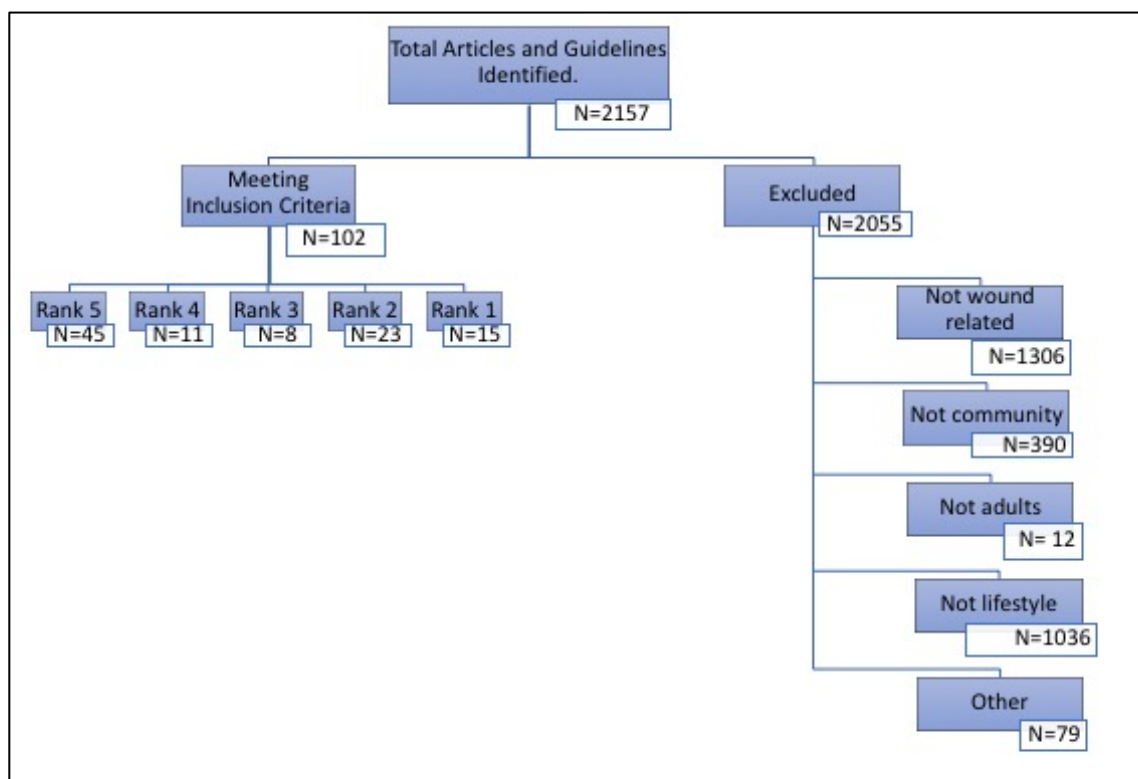 Total Articles and Guidelines
Identified.
N=2157
Meeting
Inclusion Criteria
N=102
Excluded
N=2055
Rank 5
N=45
Rank 4
N=11
Rank 3
N=8
Rank 2
N=23
Rank 1
N=15
Not wound
related
N=1306
Not community
N=390
Not adults
N= 12
Not lifestyle
N=1036
Other
N=79